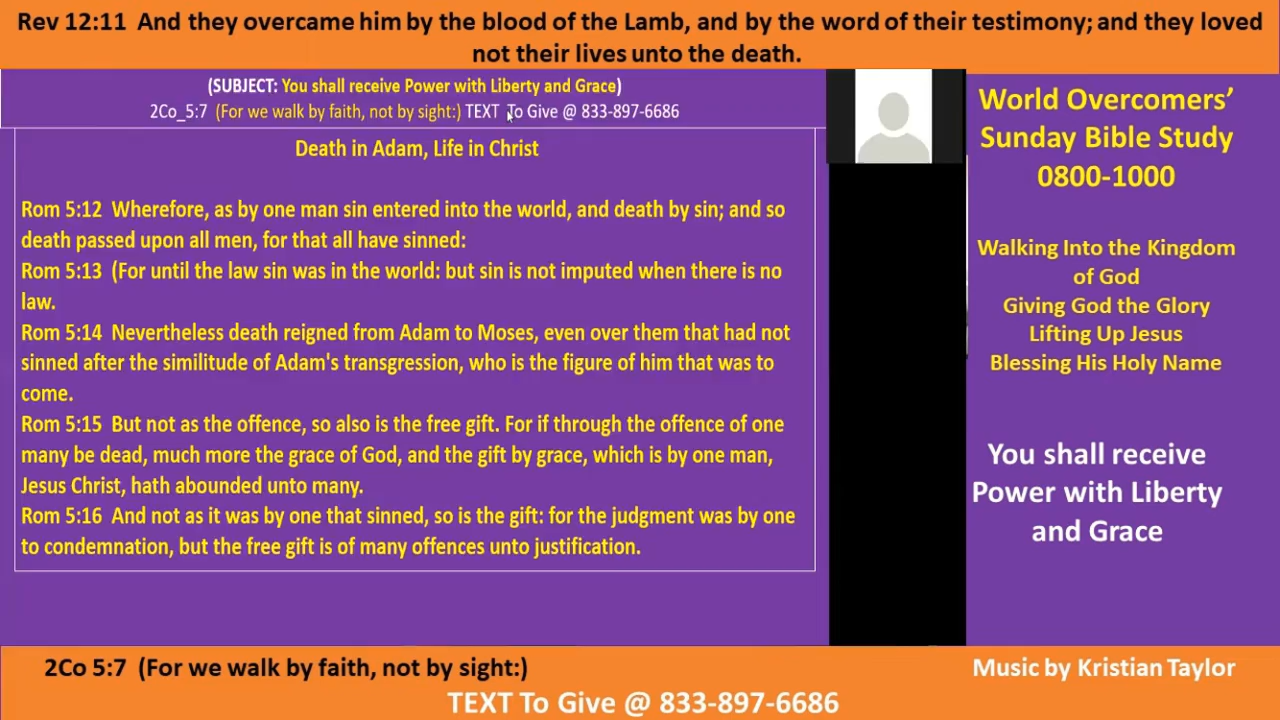 Rev 12:11  And they overcame him by the blood of the Lamb, and by the word of their testimony; and they loved
not their lives unto the death.
(SUBJECT: You shall receive Power with Liberty and Grace)
2Co_5:7  (For we walk by faith, not by sight:) TEXT  To Give @ 833-897-6686
Death in Adam, Life in Christ
Rom 5:12  Wherefore, as by one man sin entered into the world, and death by sin; and so
death passed upon all men, for that all have sinned:
Rom 5:13  (For until the law sin was in the world: but sin is not imputed when there is no
law.
Rom 5:14  Nevertheless death reigned from Adam to Moses, even over them that had not
sinned after the similitude of Adam's transgression, who is the figure of him that was to
come.
Rom 5:15  But not as the offence, so also is the free gift. For if through the offence of one
many be dead, much more the grace of God, and the gift by grace, which is by one man,
Jesus Christ, hath abounded unto many.
Rom 5:16  And not as it was by one that sinned, so is the gift: for the judgment was by one
to condemnation, but the free gift is of many offences unto justification.
World Overcomers’
Sunday Bible Study
0800-1000
Walking Into the Kingdom
of God
Giving God the Glory
Lifting Up Jesus
Blessing His Holy Name
You shall receive
Power with Liberty
and Grace
2Co 5:7  (For we walk by faith, not by sight:)
Music by Kristian Taylor
TEXT To Give @ 833-897-6686